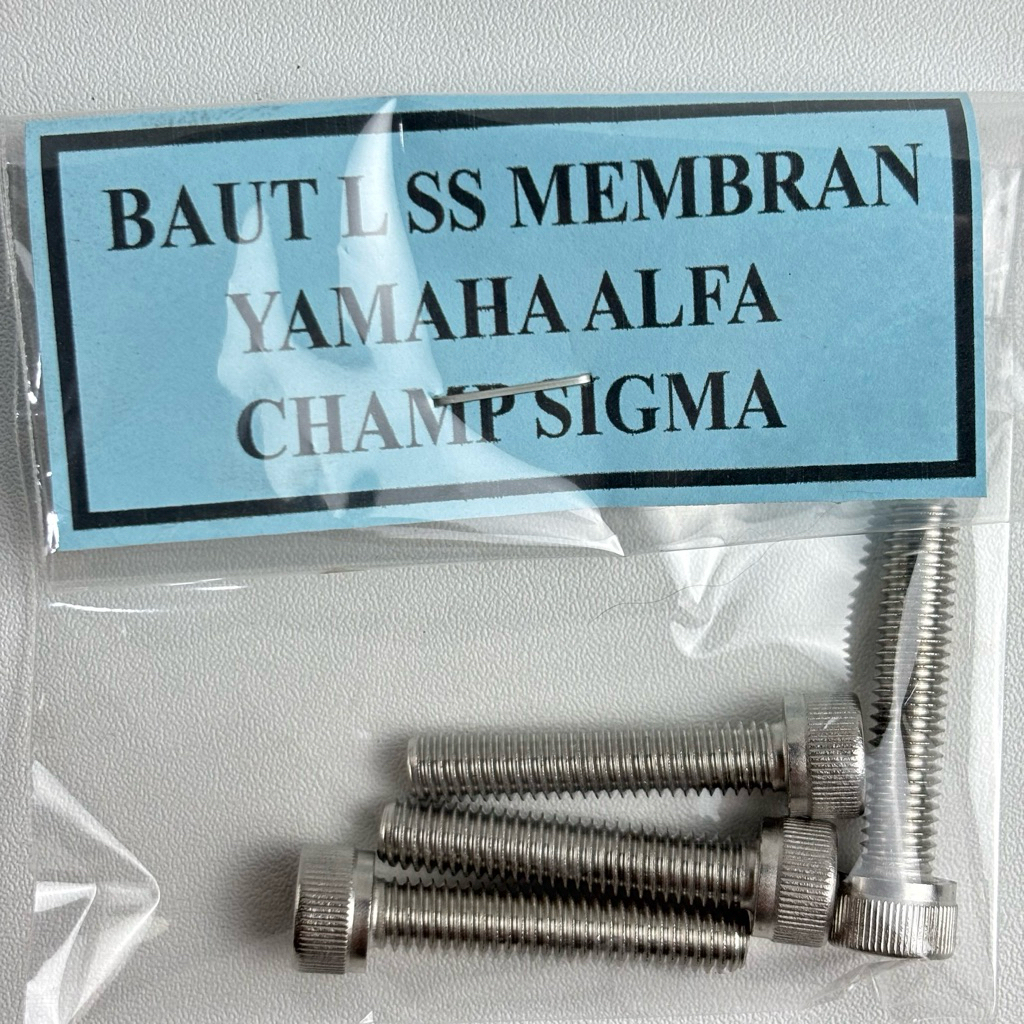 BAUT L SS MEMBRAN
YAMAHA ALFA
CHAMP SIGMA